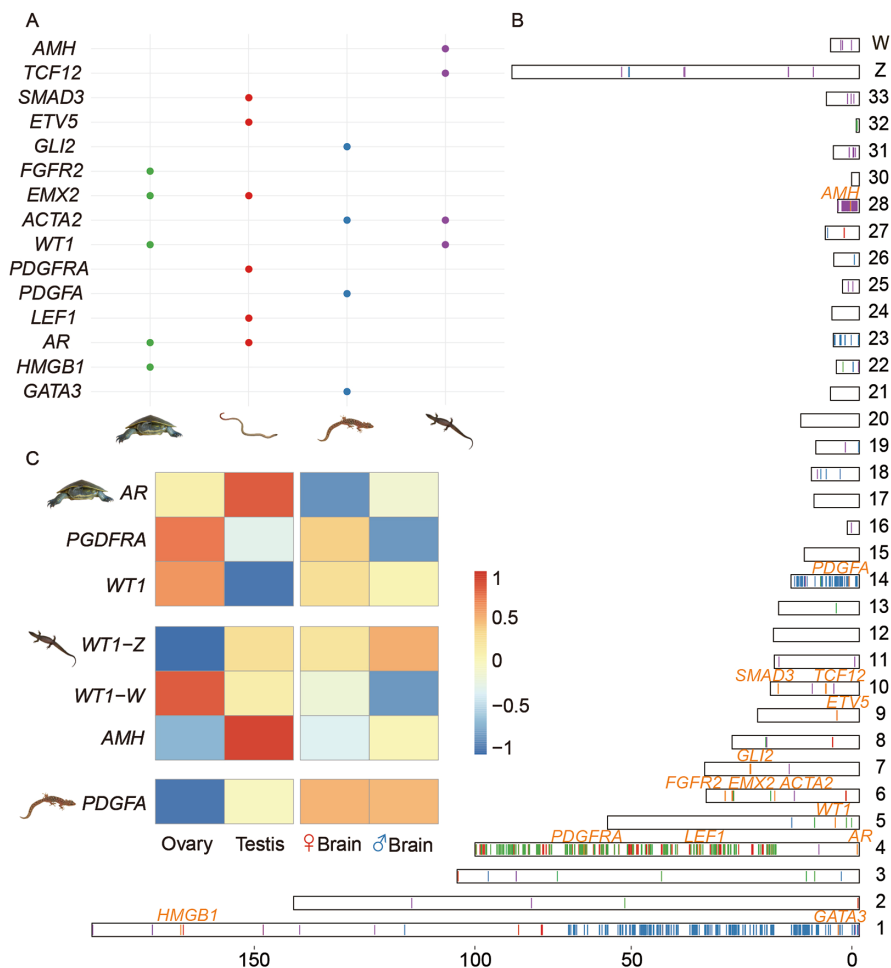 A
AMH
TCF12
SMAD3
ETV5
GLI2
FGFR2
EMX2
ACTA2
WT1
PDGFRA
PDGFA
LEF1
AR
HMGB1
GATA3
B
W
Z
33
32
31
30
AMH
28
27
26
25
24
23
22
21
20
19
18
17
16
15
PDGFA
14
13
12
11
SMAD3 TCF12
10
ETV5
9
8
GLI2
7
FGFR2 EMX2 ACTA2
6
WT1
5
PDGFRA LEF1 AR
4
3
2
HMGB1 GATA3
1
150 100 50 0
C
AR
PGDFRA
WT1
WT1−Z
WT1−W
AMH
PDGFA
Ovary Testis ♀Brain ♂Brain
1
0.5
0
−0.5
−1